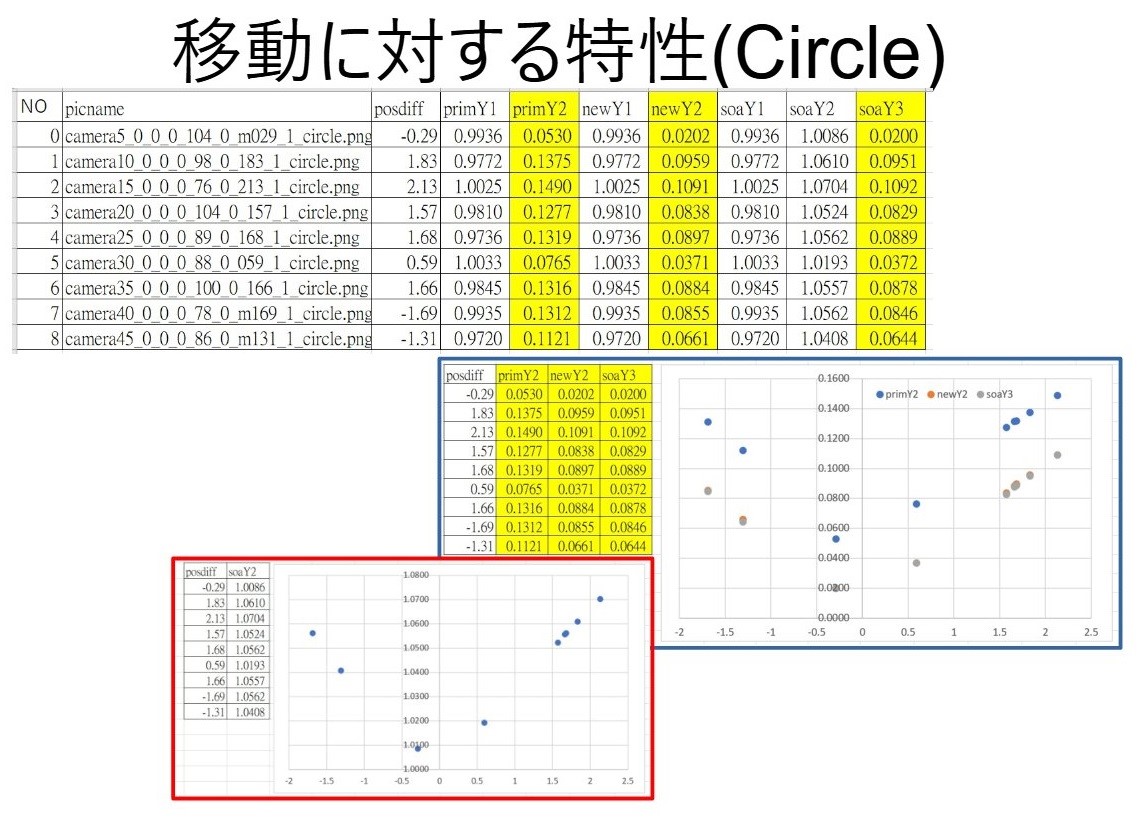 移動に対する特性(Circle)
NO picname posdiff primY1 primY2 newY1 newY2 soaY1 soaY2 soaY3
0 camera5_0_0_0_104_0_m029_1_circle.png -0.29 0.9936 0.0530 0.9936 0.0202 0.9936 1.0086 0.0200
1 camera10_0_0_0_98_0_183_1_circle.png 1.83 0.9772 0.1375 0.9772 0.0959 0.9772 1.0610 0.0951
2 camera15_0_0_0_76_0_213_1_circle.png 2.13 1.0025 0.1490 1.0025 0.1091 1.0025 1.0704 0.1092
3 camera20_0_0_0_104_0_157_1_circle.png 1.57 0.9810 0.1277 0.9810 0.0838 0.9810 1.0524 0.0829
4 camera25_0_0_0_89_0_168_1_circle.png 1.68 0.9736 0.1319 0.9736 0.0897 0.9736 1.0562 0.0889
5 camera30_0_0_0_88_0_059_1_circle.png 0.59 1.0033 0.0765 1.0033 0.0371 1.0033 1.0193 0.0372
6 camera35_0_0_0_100_0_166_1_circle.png 1.66 0.9845 0.1316 0.9845 0.0884 0.9845 1.0557 0.0878
7 camera40_0_0_0_78_0_m169_1_circle.png -1.69 0.9935 0.1312 0.9935 0.0855 0.9935 1.0562 0.0846
8 camera45_0_0_0_86_0_m131_1_circle.png -1.31 0.9720 0.1121 0.9720 0.0661 0.9720 1.0408 0.0644
posdiff primY2 newY2 soaY3
-0.29 0.0530 0.0202 0.0200
1.83 0.1375 0.0959 0.0951
2.13 0.1490 0.1091 0.1092
1.57 0.1277 0.0838 0.0829
1.68 0.1319 0.0897 0.0889
0.59 0.0765 0.0371 0.0372
1.66 0.1316 0.0884 0.0878
-1.69 0.1312 0.0855 0.0846
-1.31 0.1121 0.0661 0.0644
0.1600
primY2 newY2 soaY3
0.1400
0.1200
0.1000
0.0800
0.0600
0.0400
0.0200
0.0000
-2 -1.5 -1 -0.5 0 0.5 1 1.5 2 2.5
posdiff soaY2
-0.29 1.0086
1.83 1.0610
2.13 1.0704
1.57 1.0524
1.68 1.0562
0.59 1.0193
1.66 1.0557
-1.69 1.0562
-1.31 1.0408
1.0800
1.0700
1.0600
1.0500
1.0400
1.0300
1.0200
1.0100
1.0000
-2 -1.5 -1 -0.5 0 0.5 1 1.5 2 2.5